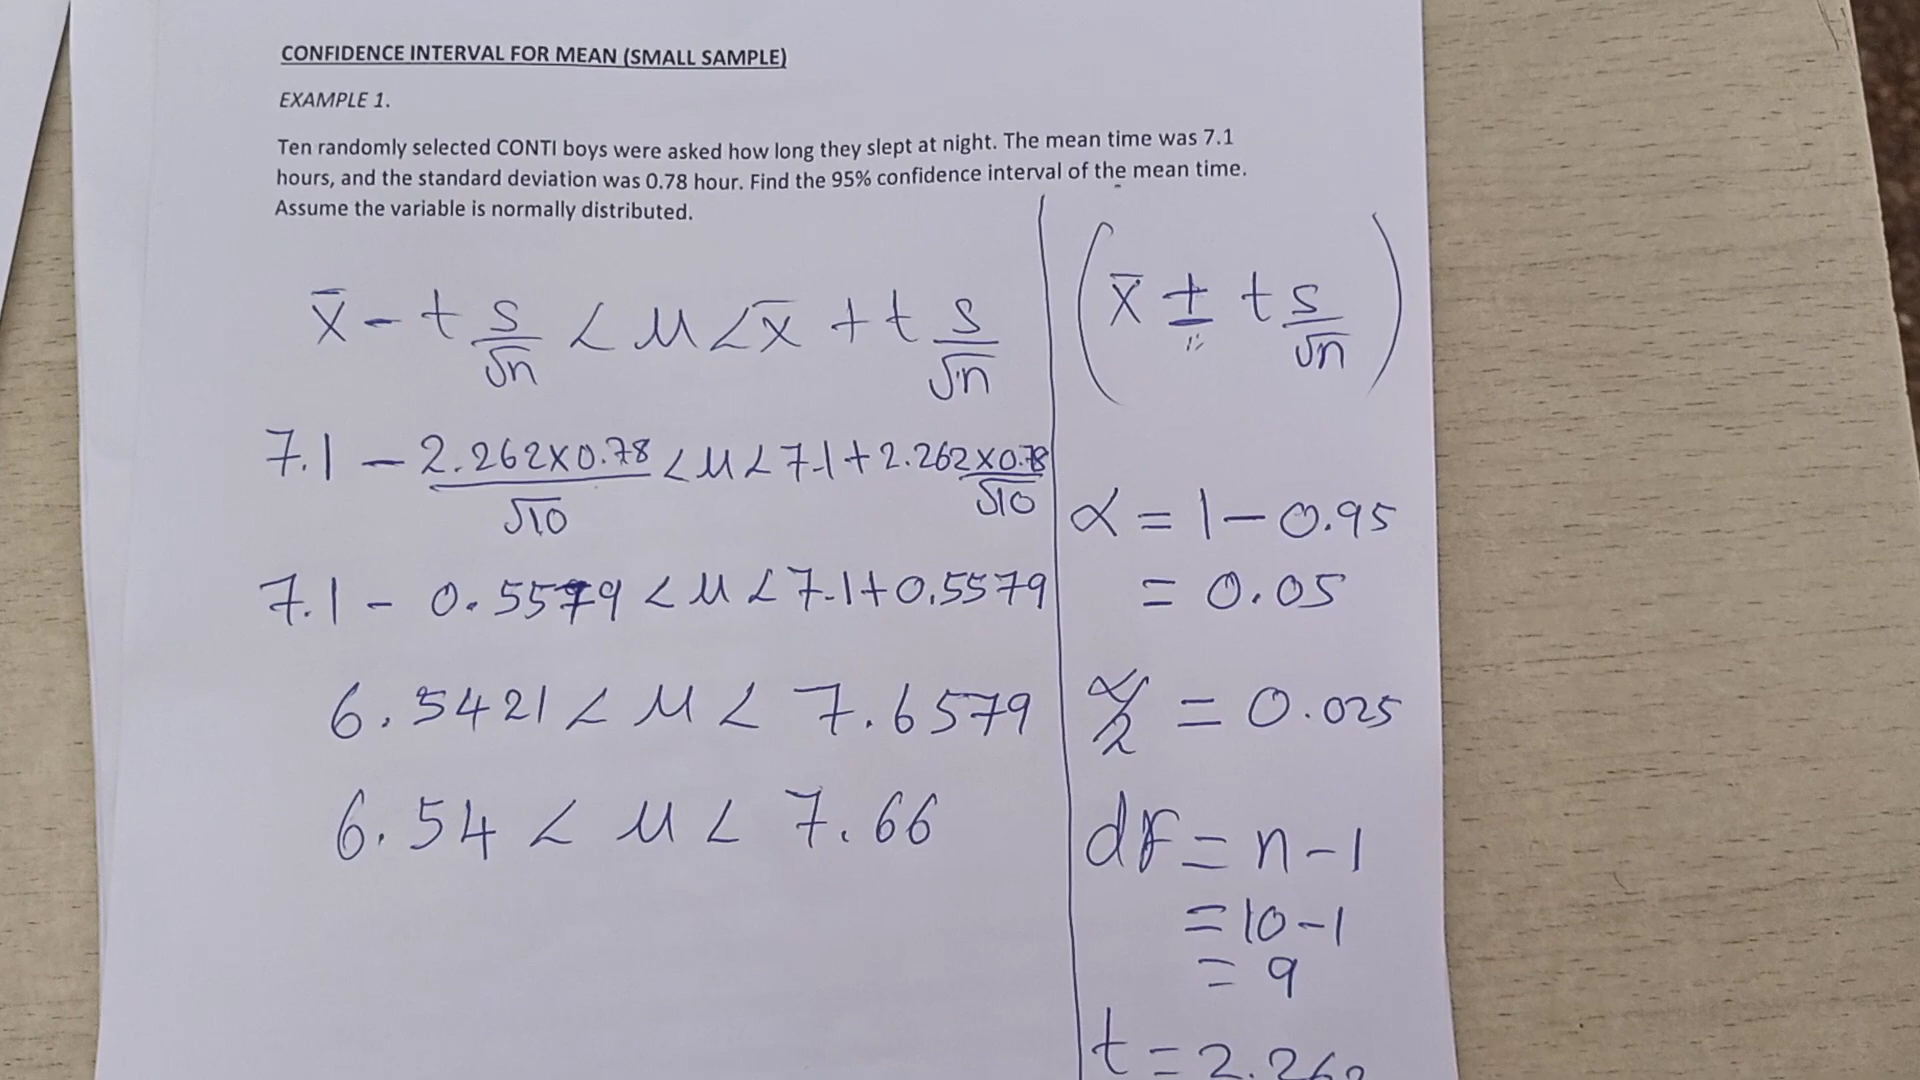 CONFIDENCE INTERVAL FOR MEAN (SMALL SAMPLE)
EXAMPLE 1.
Ten randomly selected CONTI boys were asked how long they slept at night. The mean time was 7.1
hours, and the standard deviation was 0.78 hour. Find the 95% confidence interval of the mean time.
Assume the variable is normally distributed.
x̄ - t s/√n < μ < x̄ + t s/√n
7.1 - 2.262×0.78/√10 < μ < 7.1 + 2.262×0.78/√10
7.1 - 0.5579 < μ < 7.1 + 0.5579
6.5421 < μ < 7.6579
6.54 < μ < 7.66
(x̄ ± t s/√n)
α = 1 - 0.95
= 0.05
α/2 = 0.025
df = n - 1
= 10 - 1
= 9
t = 2.262